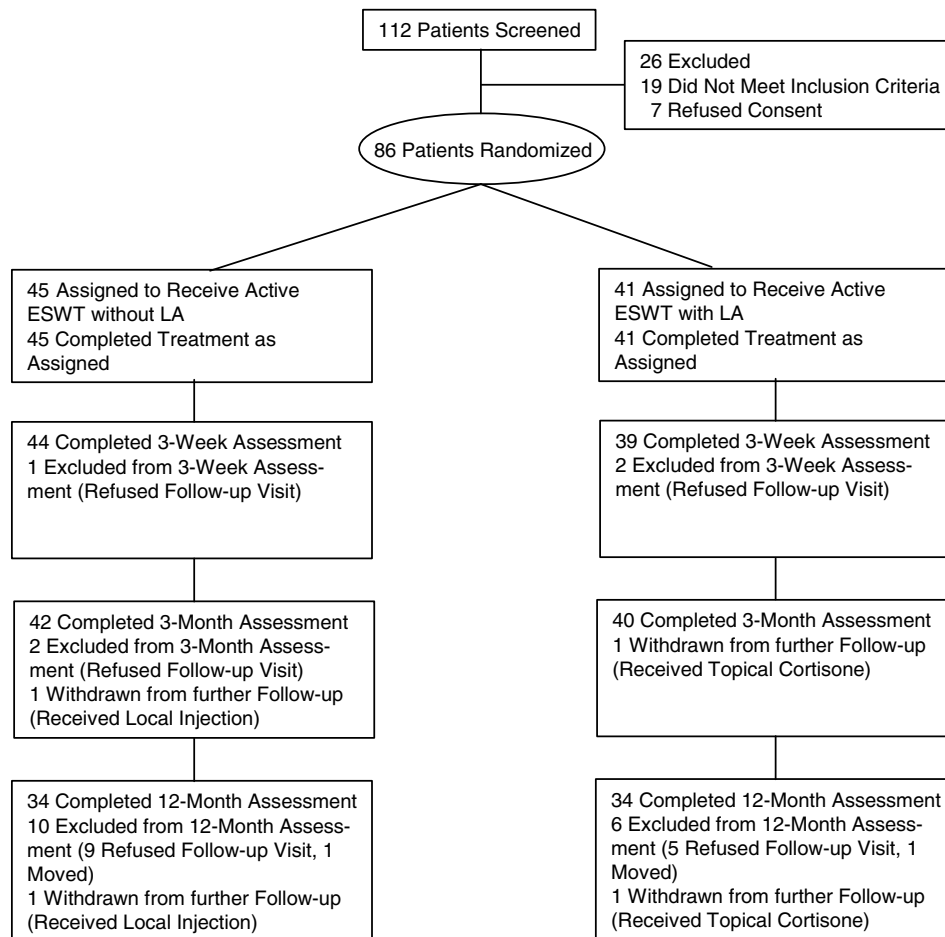 112 Patients Screened
26 Excluded
19 Did Not Meet Inclusion Criteria
7 Refused Consent
86 Patients Randomized
45 Assigned to Receive Active
ESWT without LA
45 Completed Treatment as
Assigned
41 Assigned to Receive Active
ESWT with LA
41 Completed Treatment as
Assigned
44 Completed 3-Week Assessment
1 Excluded from 3-Week Assess-
ment (Refused Follow-up Visit)
39 Completed 3-Week Assessment
2 Excluded from 3-Week Assess-
ment (Refused Follow-up Visit)
42 Completed 3-Month Assessment
2 Excluded from 3-Month Assess-
ment (Refused Follow-up Visit)
1 Withdrawn from further Follow-up
(Received Local Injection)
40 Completed 3-Month Assessment
1 Withdrawn from further Follow-up
(Received Topical Cortisone)
34 Completed 12-Month Assessment
10 Excluded from 12-Month Assess-
ment (9 Refused Follow-up Visit, 1
Moved)
1 Withdrawn from further Follow-up
(Received Local Injection)
34 Completed 12-Month Assessment
6 Excluded from 12-Month Assess-
ment (5 Refused Follow-up Visit, 1
Moved)
1 Withdrawn from further Follow-up
(Received Topical Cortisone)